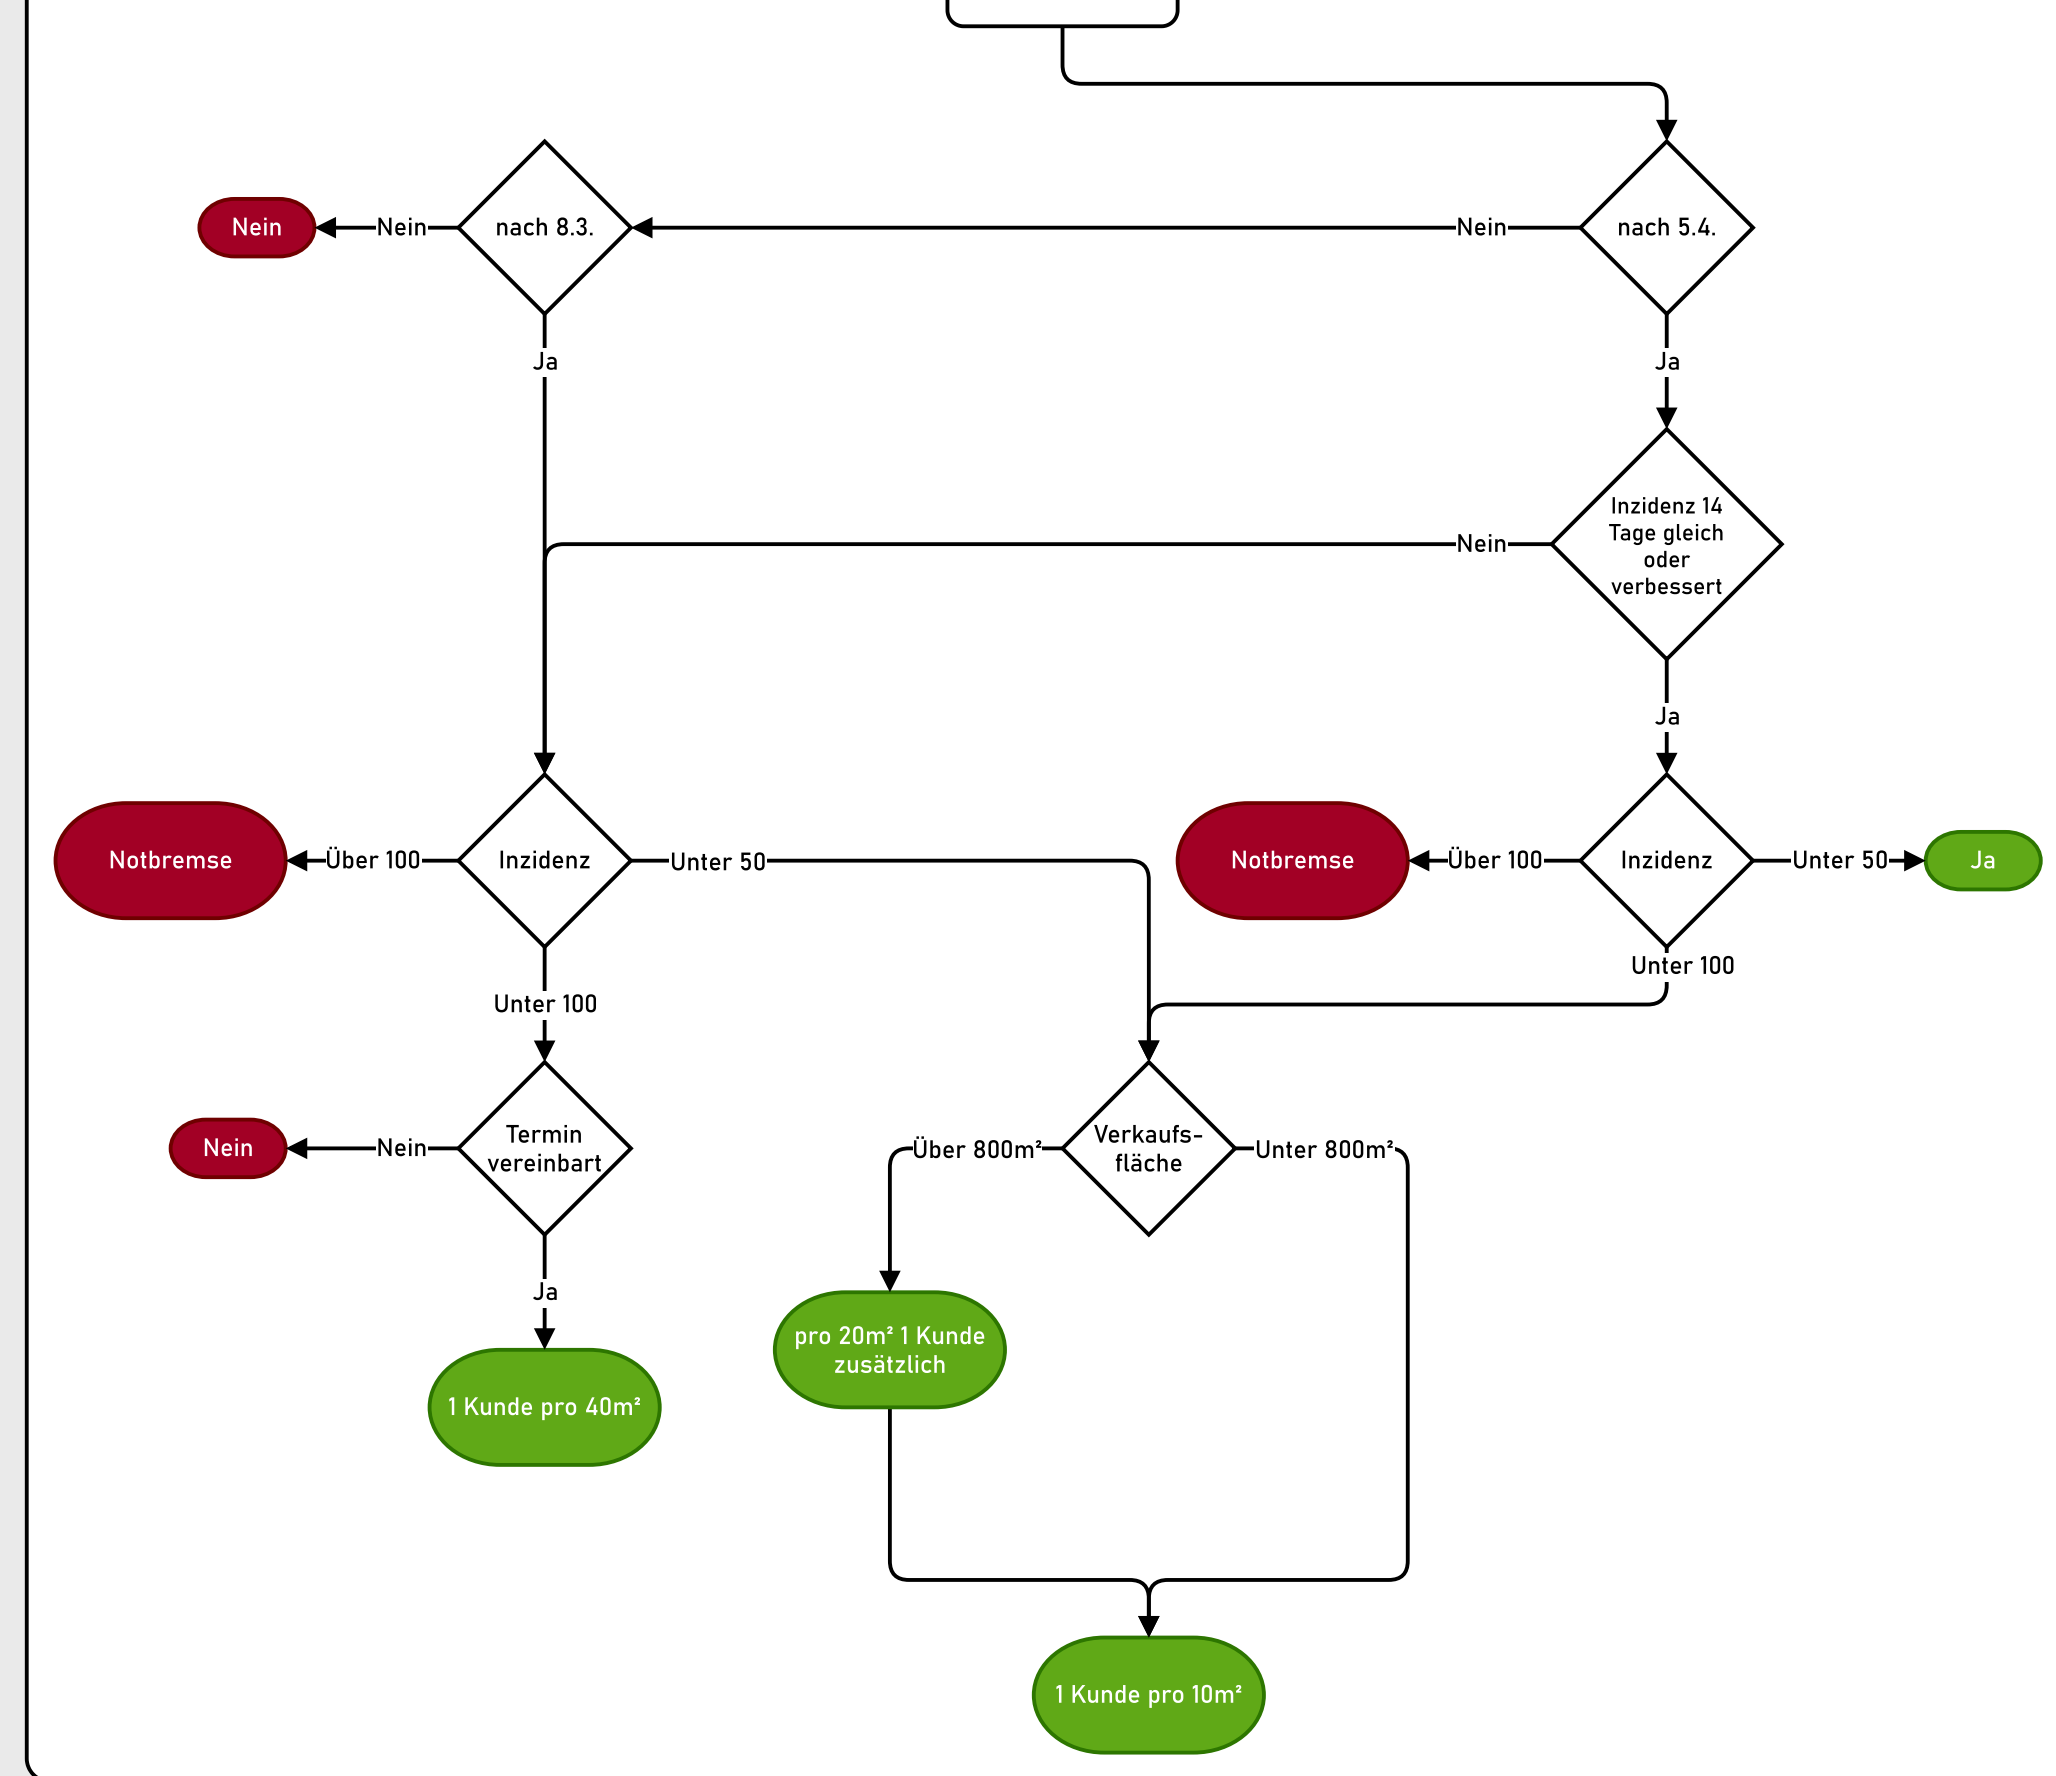 Nein
Nein
nach 8.3.
Nein
nach 5.4.
Ja
Ja
Nein
Inzidenz 14
Tage gleich
oder
verbessert
Ja
Notbremse
Über 100
Inzidenz
Unter 50
Notbremse
Über 100
Inzidenz
Unter 50
Ja
Unter 100
Unter 100
Nein
Nein
Termin
vereinbart
Über 800m²
Verkaufs-
fläche
Unter 800m²
Ja
pro 20m² 1 Kunde
zusätzlich
1 Kunde pro 40m²
1 Kunde pro 10m²